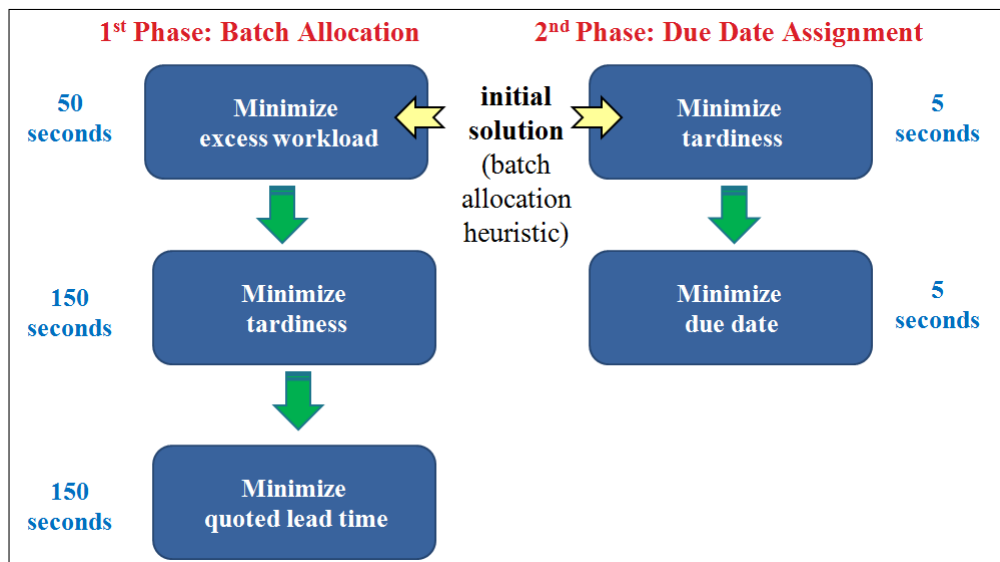 1st Phase: Batch Allocation
50
seconds
Minimize
excess workload
150
seconds
Minimize
tardiness
150
seconds
Minimize
quoted lead time
initial
solution
(batch
allocation
heuristic)
2nd Phase: Due Date Assignment
Minimize
tardiness
5
seconds
Minimize
due date
5
seconds